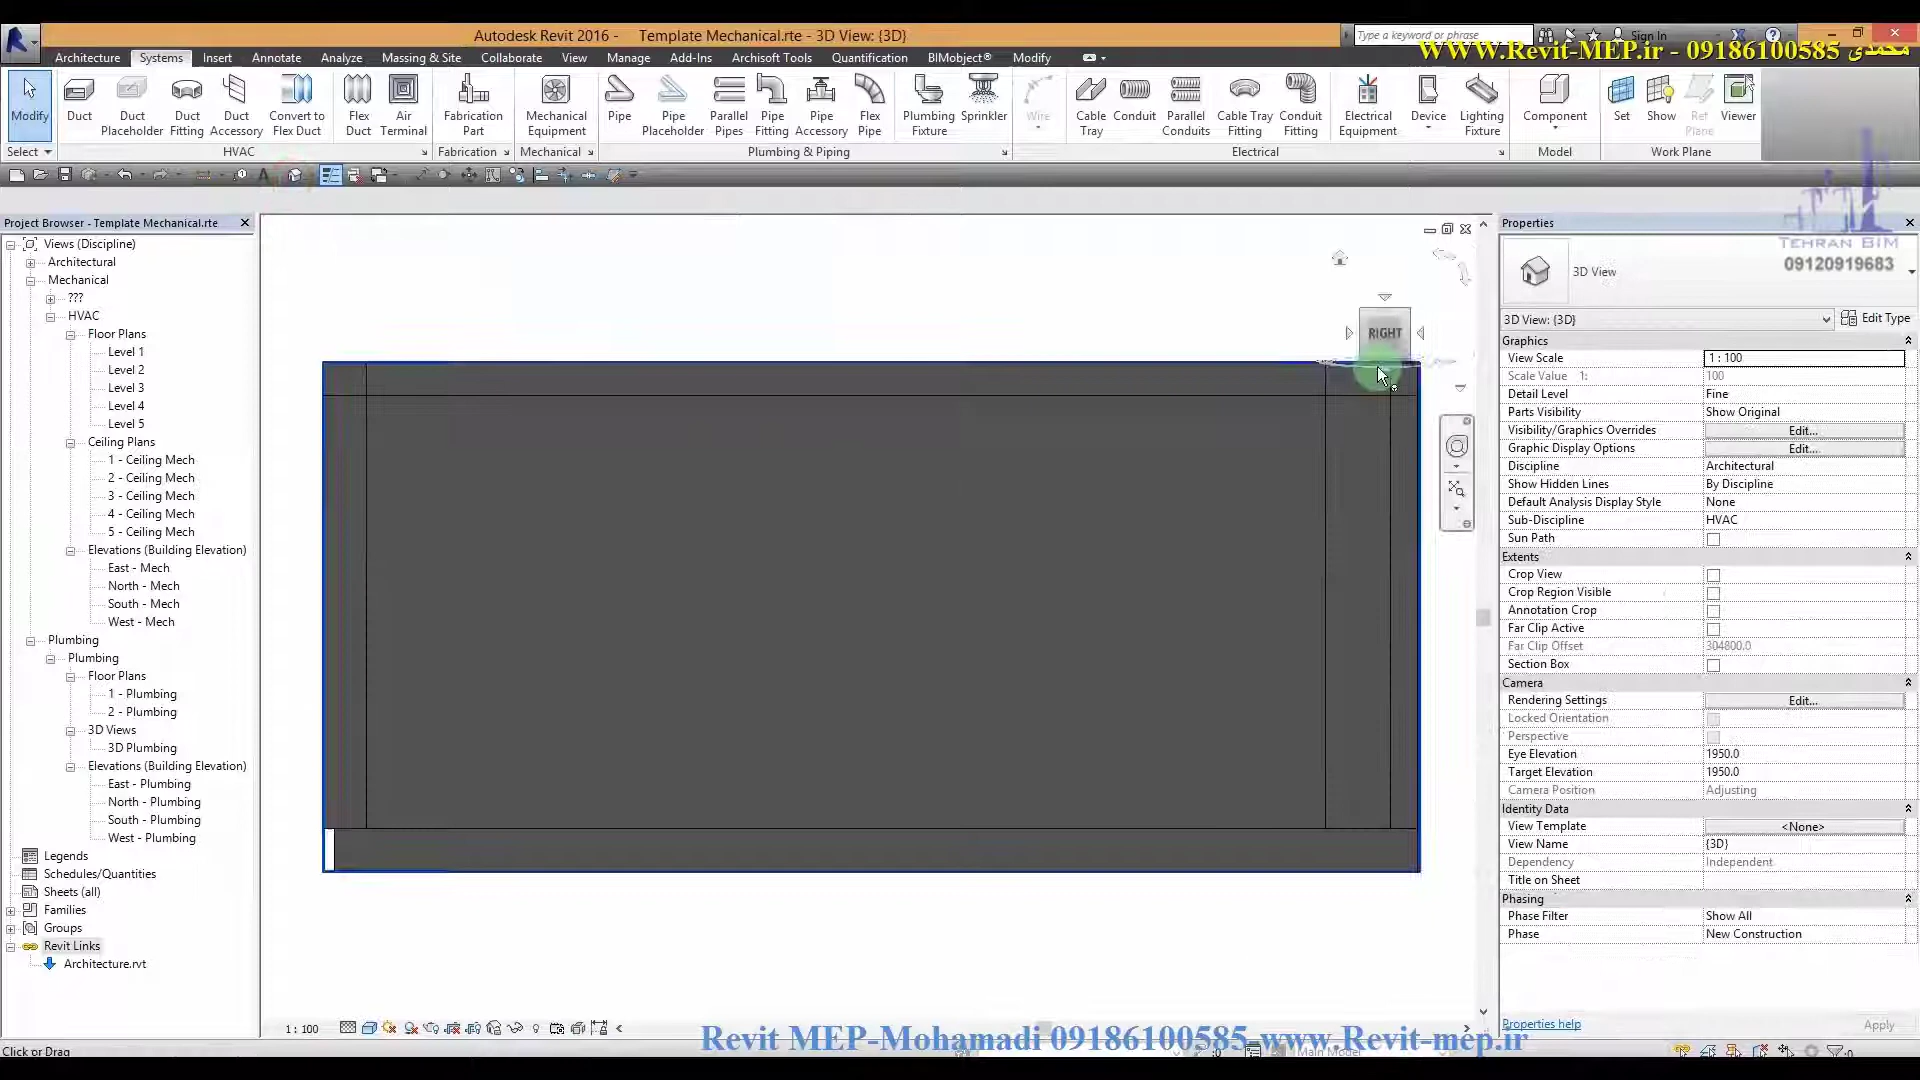 Autodesk Revit 2016 - Template Mechanical.rte - 3D View: {3D}
Type a keyword or phrase
Sign In
WWW.Revit-MEP.ir - 09186100585 محمدی
Architecture Systems Insert Annotate Analyze Massing & Site Collaborate View Manage Add-Ins Archisoft Tools Quantification BIMobject® Modify
Modify
Duct
Duct Placeholder
Duct Fitting
Duct Accessory
Convert to Flex Duct
Flex Duct
Air Terminal
Fabrication Part
Mechanical Equipment
Pipe
Pipe Placeholder
Parallel Pipes
Pipe Fitting
Pipe Accessory
Flex Pipe
Plumbing Fixture
Sprinkler
Wire
Cable Tray
Conduit
Parallel Conduits
Cable Tray Fitting
Conduit Fitting
Electrical Equipment
Device
Lighting Fixture
Component
Set
Show
Ref Plane
Viewer
Select HVAC Fabrication Mechanical Plumbing & Piping Electrical Model Work Plane
TEHRAN BIM
09120919683
Project Browser - Template Mechanical.rte
Views (Discipline)
Architectural
Mechanical
???
HVAC
Floor Plans
Level 1
Level 2
Level 3
Level 4
Level 5
Ceiling Plans
1 - Ceiling Mech
2 - Ceiling Mech
3 - Ceiling Mech
4 - Ceiling Mech
5 - Ceiling Mech
Elevations (Building Elevation)
East - Mech
North - Mech
South - Mech
West - Mech
Plumbing
Plumbing
Floor Plans
1 - Plumbing
2 - Plumbing
3D Views
3D Plumbing
Elevations (Building Elevation)
East - Plumbing
North - Plumbing
South - Plumbing
West - Plumbing
Legends
Schedules/Quantities
Sheets (all)
Families
Groups
Revit Links
Architecture.rvt
RIGHT
Properties
3D View
3D View: {3D} Edit Type
Graphics
View Scale 1 : 100
Scale Value 1: 100
Detail Level Fine
Parts Visibility Show Original
Visibility/Graphics Overrides Edit...
Graphic Display Options Edit...
Discipline Architectural
Show Hidden Lines By Discipline
Default Analysis Display Style None
Sub-Discipline HVAC
Sun Path
Extents
Crop View
Crop Region Visible
Annotation Crop
Far Clip Active
Far Clip Offset 304800.0
Section Box
Camera
Rendering Settings Edit...
Locked Orientation
Perspective
Eye Elevation 1950.0
Target Elevation 1950.0
Camera Position Adjusting
Identity Data
View Template <None>
View Name {3D}
Dependency Independent
Title on Sheet
Phasing
Phase Filter Show All
Phase New Construction
Properties help Apply
1 : 100
Revit MEP-Mohamadi 09186100585-www.Revit-mep.ir
Click or Drag
:0
Main Model
:0